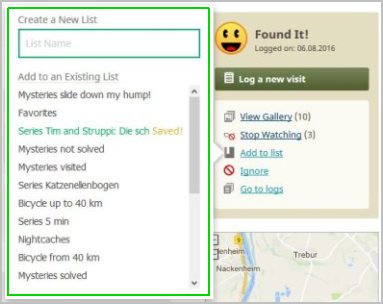 Create a New List
List Name
Add to an Existing List
Mysteries slide down my hump!
Favorites
Series Tim and Struppi: Die sch Saved!
Mysteries not solved
Mysteries visited
Series Katzenellenbogen
Bicycle up to 40 km
Series 5 min
Nightcaches
Bicycle from 40 km
Mysteries solved
Found It!
Logged on: 06.08.2016
Log a new visit
View Gallery (10)
Stop Watching (3)
Add to list
Ignore
Go to logs
enheim
Nackenheim
Trebur